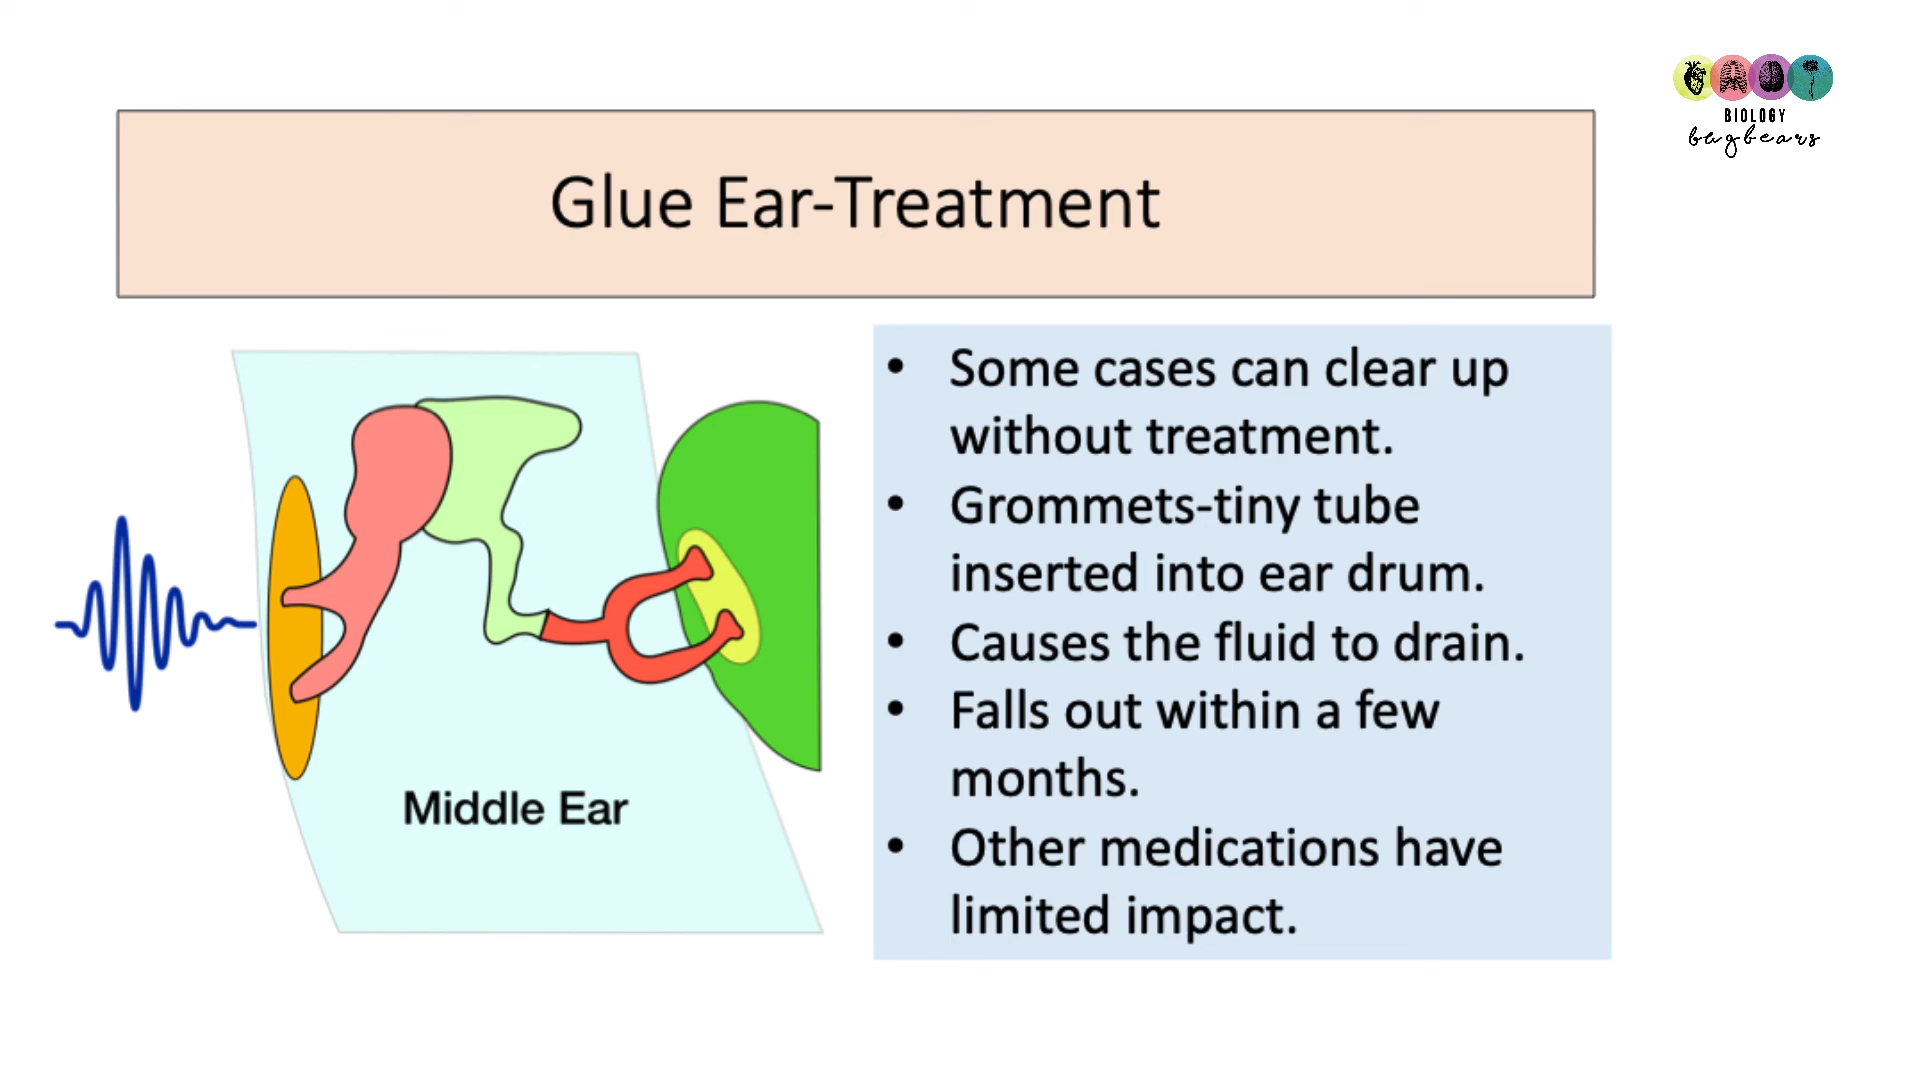 BIOLOGY
bugbears
Glue Ear-Treatment
• Some cases can clear up
without treatment.
• Grommets-tiny tube
inserted into ear drum.
• Causes the fluid to drain.
• Falls out within a few
months.
• Other medications have
limited impact.
Middle Ear